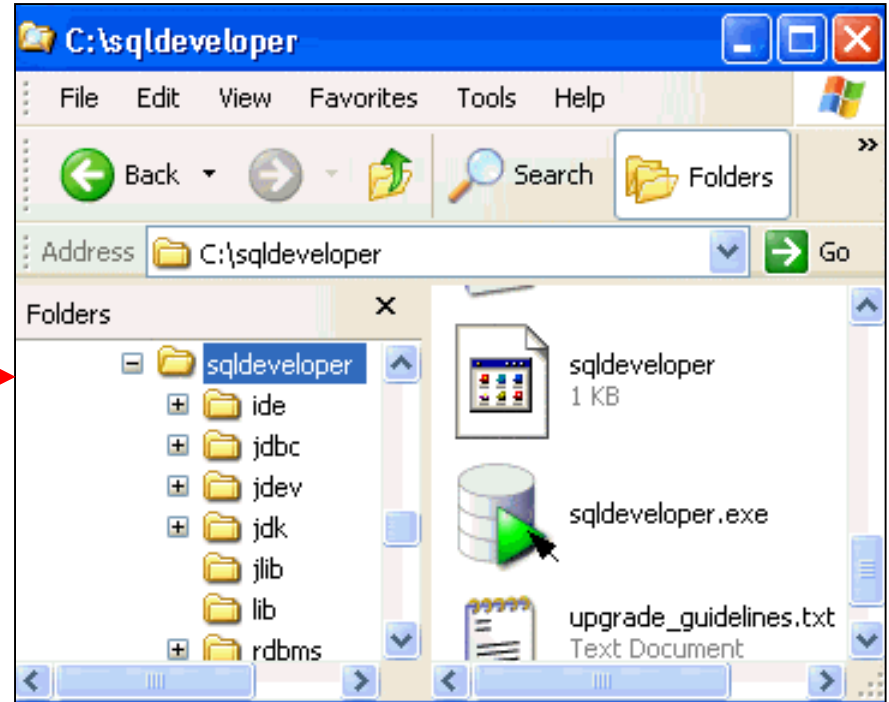 C:\sqldeveloper
File Edit View Favorites Tools Help
Back Search Folders »
Address C:\sqldeveloper Go
Folders
sqldeveloper
ide
jdbc
jdev
jdk
jlib
lib
rdbms
sqldeveloper
1 KB
sqldeveloper.exe
upgrade_guidelines.txt
Text Document